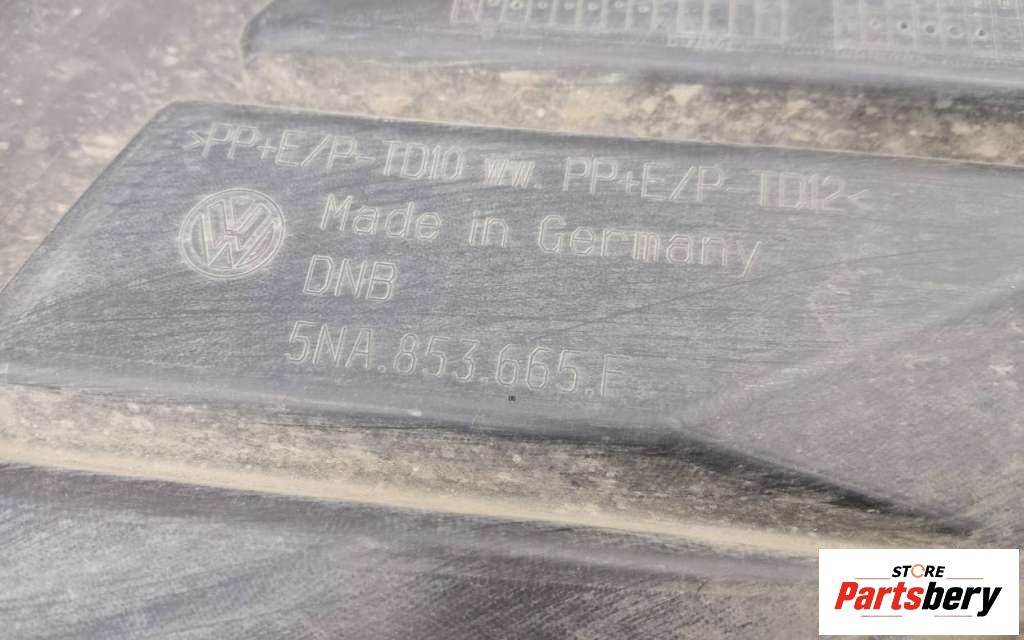 >PP+E/P-TD10 ww. PP+E/P-TD12<
Made in Germany
DNB
5NA.853.665.F
STORE
Partsbery